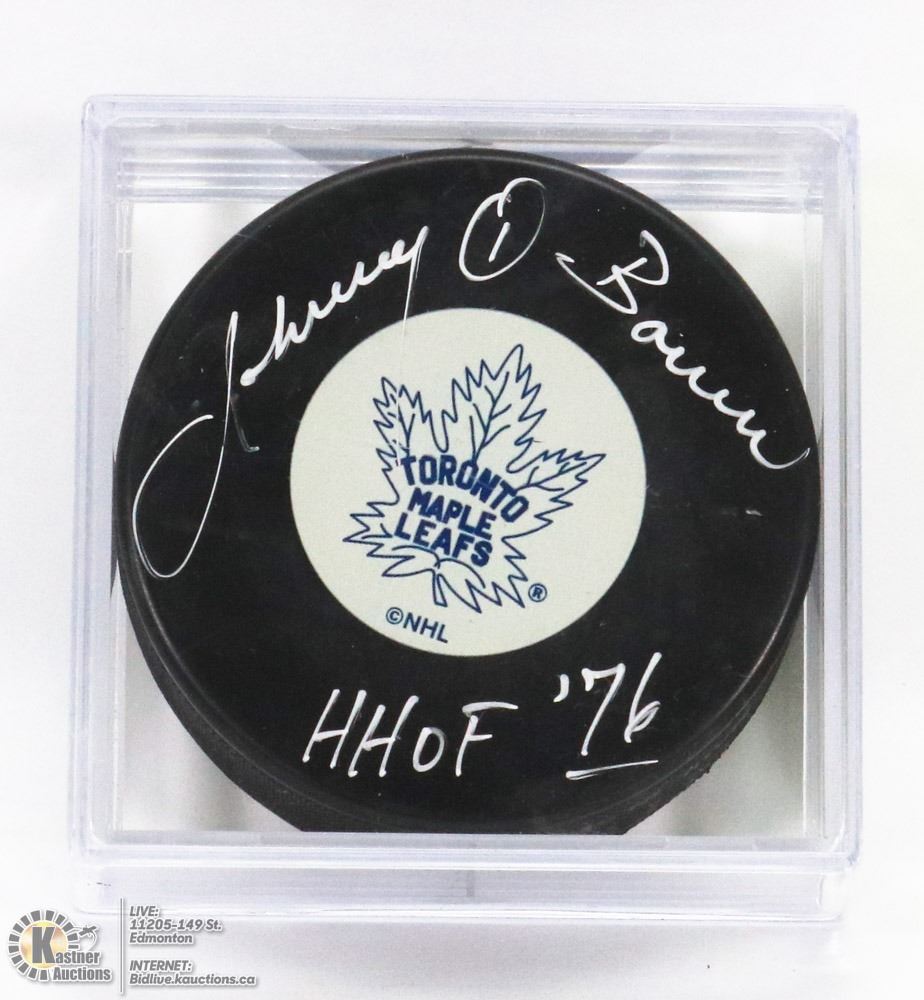 Johnny 1 Bower
TORONTO
MAPLE
LEAFS
®
©NHL
HHOF '76
Kastner
Auctions
LIVE:
11205-149 St.
Edmonton
INTERNET:
Bidlive.kauctions.ca